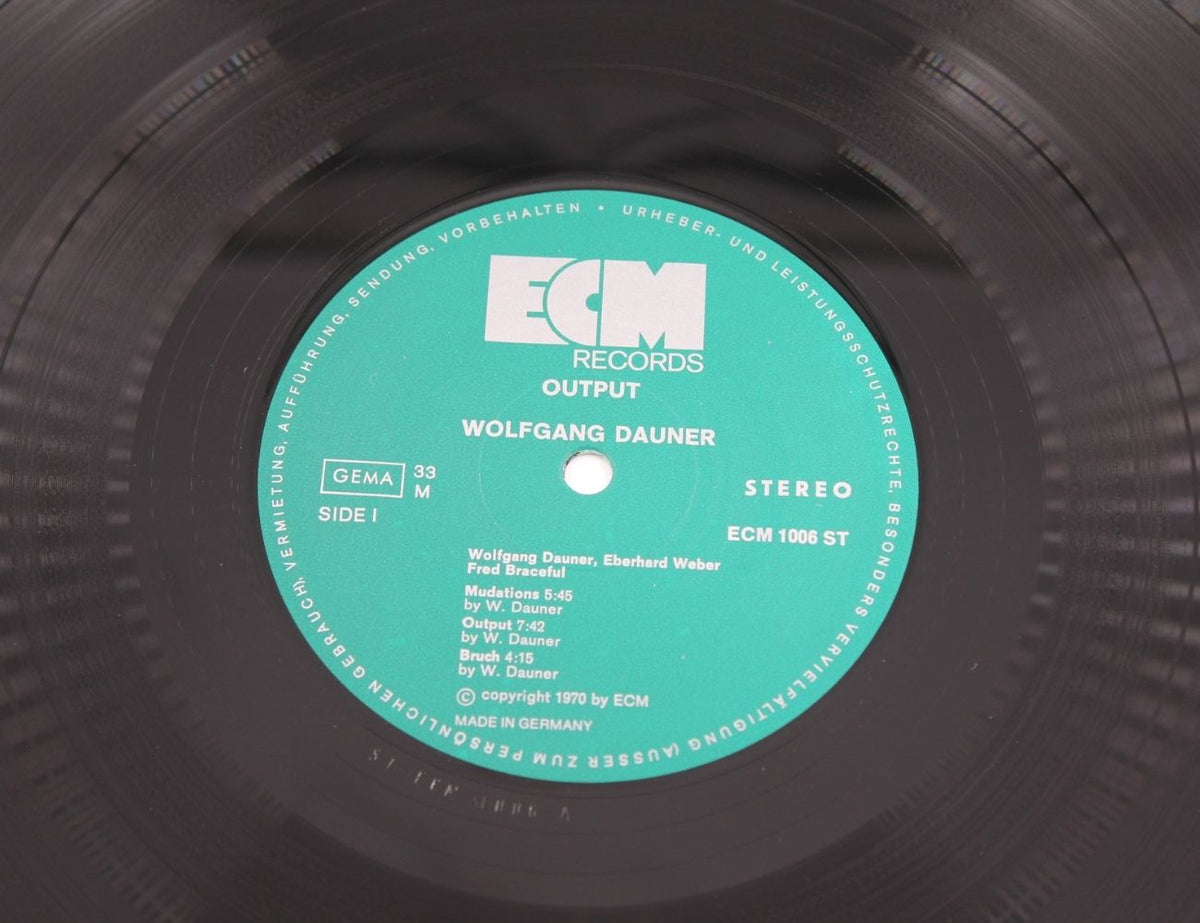 URHEBER- UND LEISTUNGSSCHUTZRECHTE, BESONDERS VERVIELFÄLTIGUNG (AUSSER ZUM PERSÖNLICHEN GEBRAUCH), VERMIETUNG, AUFFÜHRUNG, SENDUNG, VORBEHALTEN •
ECM
RECORDS
OUTPUT
WOLFGANG DAUNER
GEMA 33
M
STEREO
SIDE I
ECM 1006 ST
Wolfgang Dauner, Eberhard Weber
Fred Braceful
Mudations 5:45
by W. Dauner
Output 7:42
by W. Dauner
Bruch 4:15
by W. Dauner
© copyright 1970 by ECM
MADE IN GERMANY